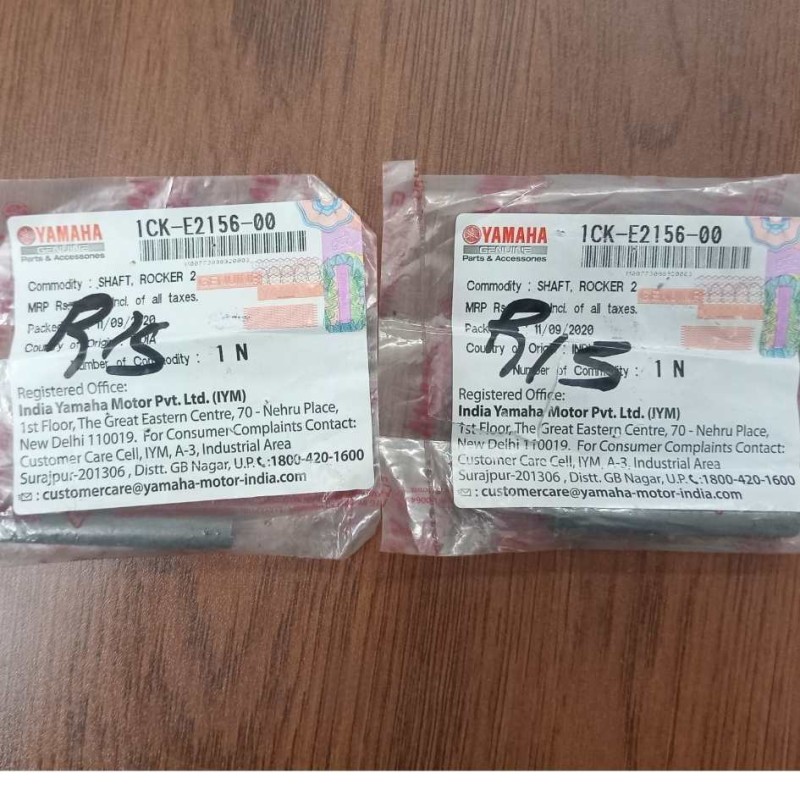 YAMAHA
GENUINE
Parts & Accessories
1CK-E2156-00
Commodity : SHAFT, ROCKER 2
GENUINE
MRP Rs. Incl. of all taxes.
11/09/2020
R15
Country of
Number of Commodity : 1 N
Registered Office:
India Yamaha Motor Pvt. Ltd. (IYM)
1st Floor, The Great Eastern Centre, 70 - Nehru Place,
New Delhi 110019. For Consumer Complaints Contact:
Customer Care Cell, IYM, A-3, Industrial Area
Surajpur-201306 , Distt. GB Nagar, U.P. :1800-420-1600
: customercare@yamaha-motor-india.com
YAMAHA
GENUINE
Parts & Accessories
1CK-E2156-00
Commodity : SHAFT, ROCKER 2
GENUINE
MRP Rs. Incl. of all taxes.
11/09/2020
R15
Country of
Number of Commodity : 1 N
Registered Office:
India Yamaha Motor Pvt. Ltd. (IYM)
1st Floor, The Great Eastern Centre, 70 - Nehru Place,
New Delhi 110019. For Consumer Complaints Contact:
Customer Care Cell, IYM, A-3, Industrial Area
Surajpur-201306 , Distt. GB Nagar, U.P. :1800-420-1600
: customercare@yamaha-motor-india.com